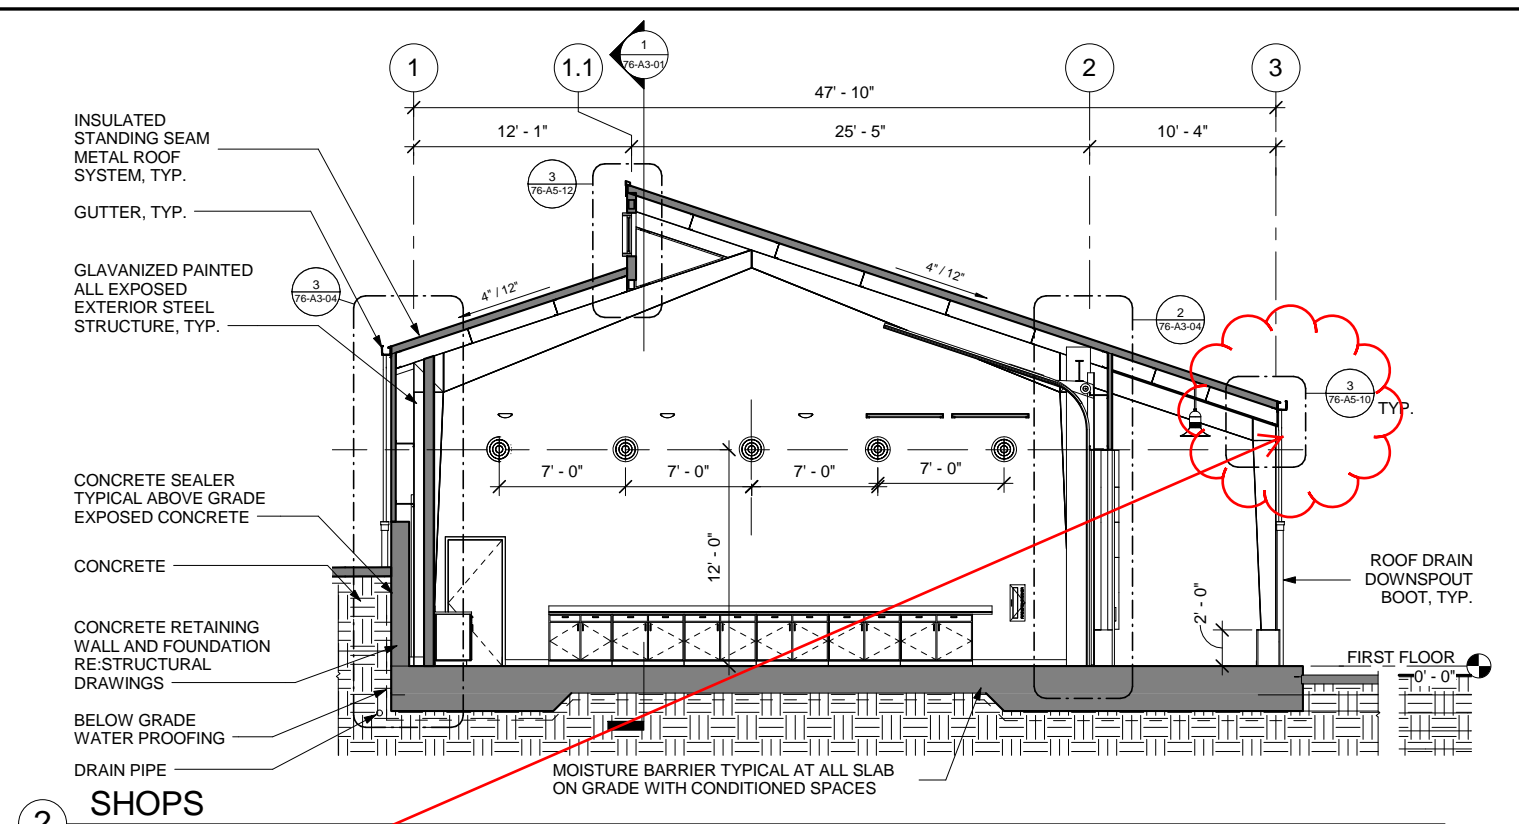 1
1.1
1
76-A3-01
2
3
47' - 10"
12' - 1"
25' - 5"
10' - 4"
INSULATED
STANDING SEAM
METAL ROOF
SYSTEM, TYP.
GUTTER, TYP.
GLAVANIZED PAINTED
ALL EXPOSED
EXTERIOR STEEL
STRUCTURE, TYP.
3
76-A5-12
3
76-A3-04
4" / 12"
4" / 12"
2
76-A3-04
3
76-A5-10
TYP.
7' - 0"
7' - 0"
7' - 0"
7' - 0"
12' - 0"
2' - 0"
CONCRETE SEALER
TYPICAL ABOVE GRADE
EXPOSED CONCRETE
CONCRETE
CONCRETE RETAINING
WALL AND FOUNDATION
RE:STRUCTURAL
DRAWINGS
BELOW GRADE
WATER PROOFING
DRAIN PIPE
ROOF DRAIN
DOWNSPOUT
BOOT, TYP.
FIRST FLOOR
0' - 0"
MOISTURE BARRIER TYPICAL AT ALL SLAB
ON GRADE WITH CONDITIONED SPACES
2
SHOPS